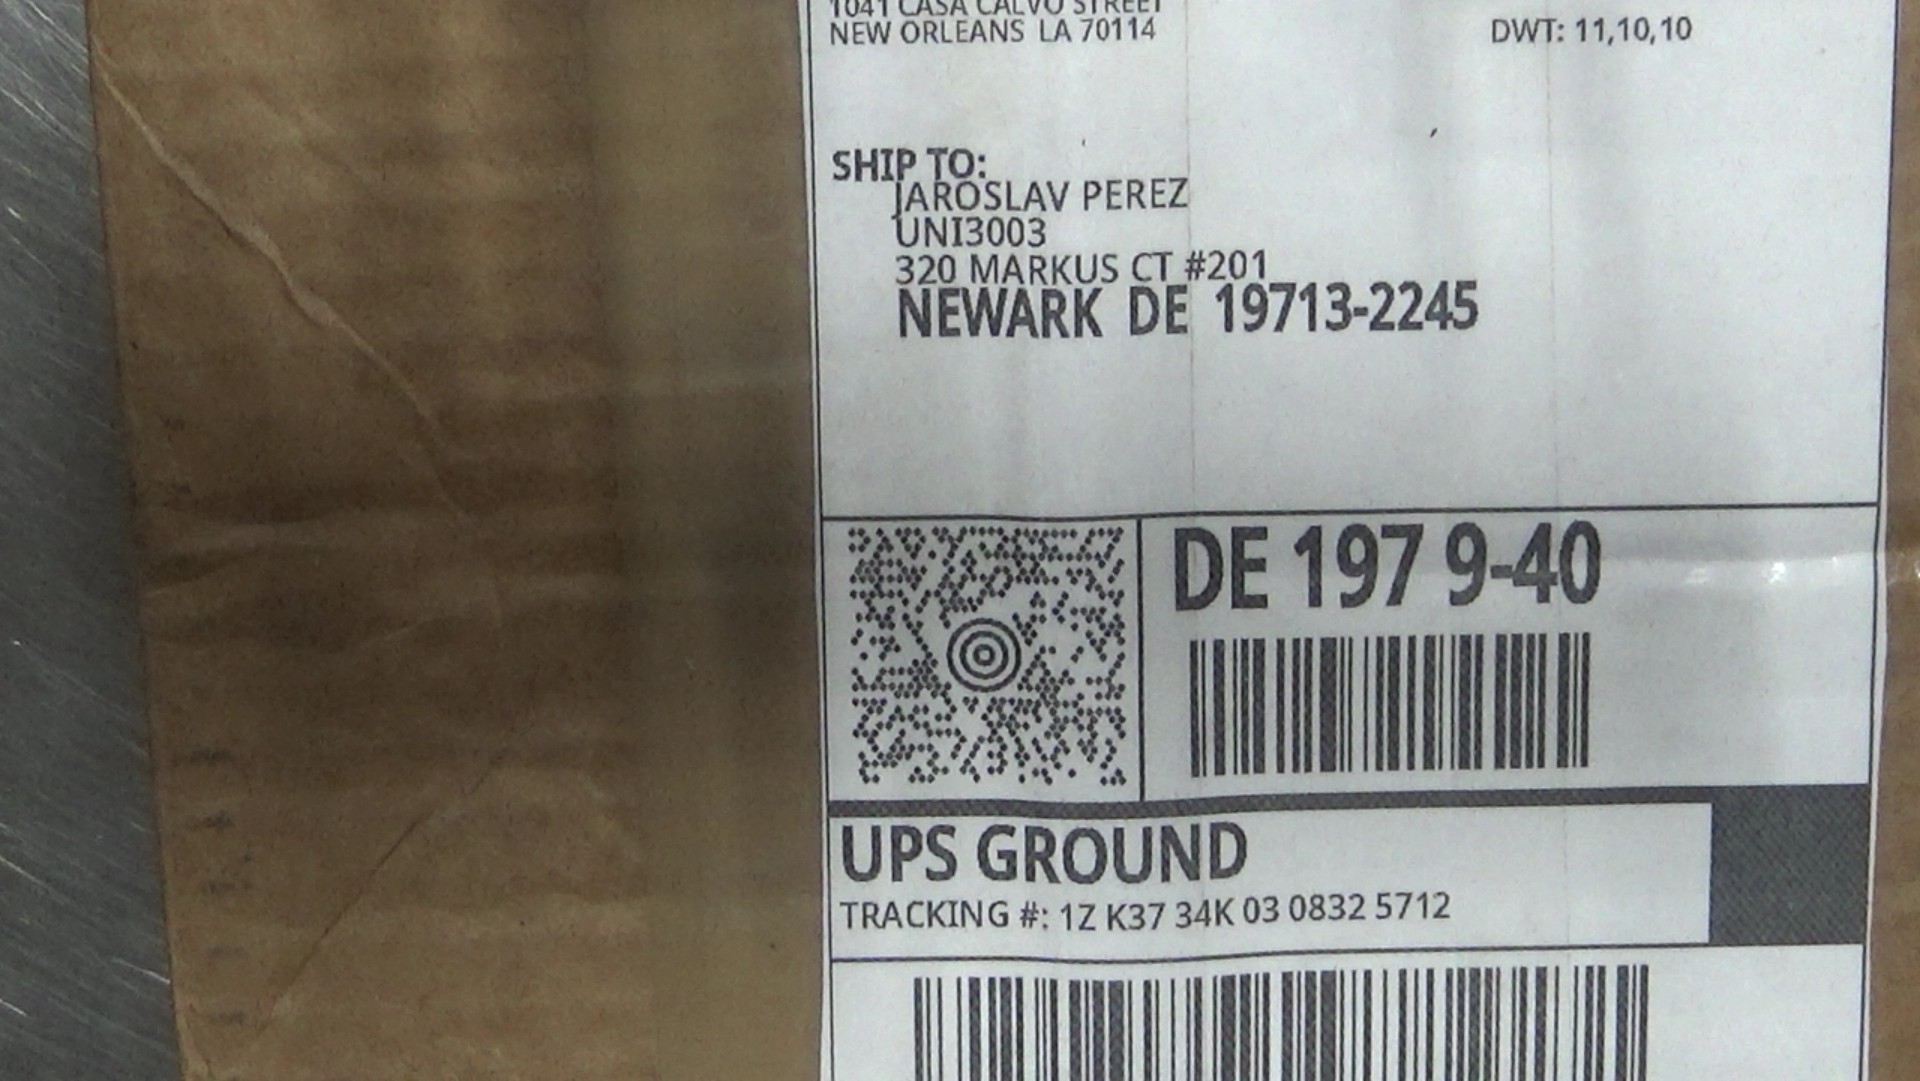 1041 CASA CALVO STREET
NEW ORLEANS LA 70114
DWT: 11,10,10
SHIP TO:
JAROSLAV PEREZ
UNI3003
320 MARKUS CT #201
NEWARK DE 19713-2245
DE 197 9-40
UPS GROUND
TRACKING #: 1Z K37 34K 03 0832 5712